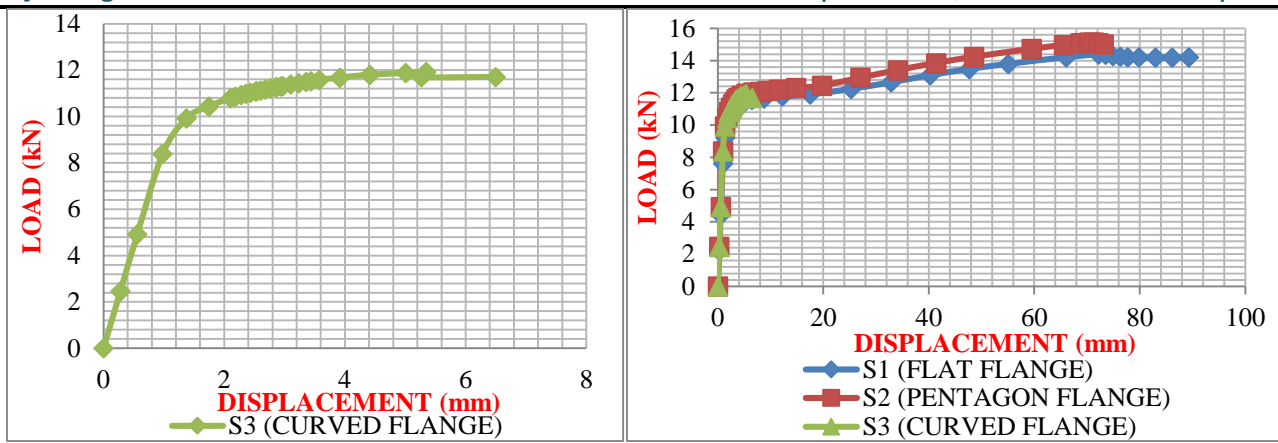 14
12
10
8
6
4
2
0
LOAD (kN)
0 2 4 6 8
DISPLACEMENT (mm)
S3 (CURVED FLANGE)
16
14
12
10
8
6
4
2
0
LOAD (kN)
0 20 40 60 80 100
DISPLACEMENT (mm)
S1 (FLAT FLANGE)
S2 (PENTAGON FLANGE)
S3 (CURVED FLANGE)